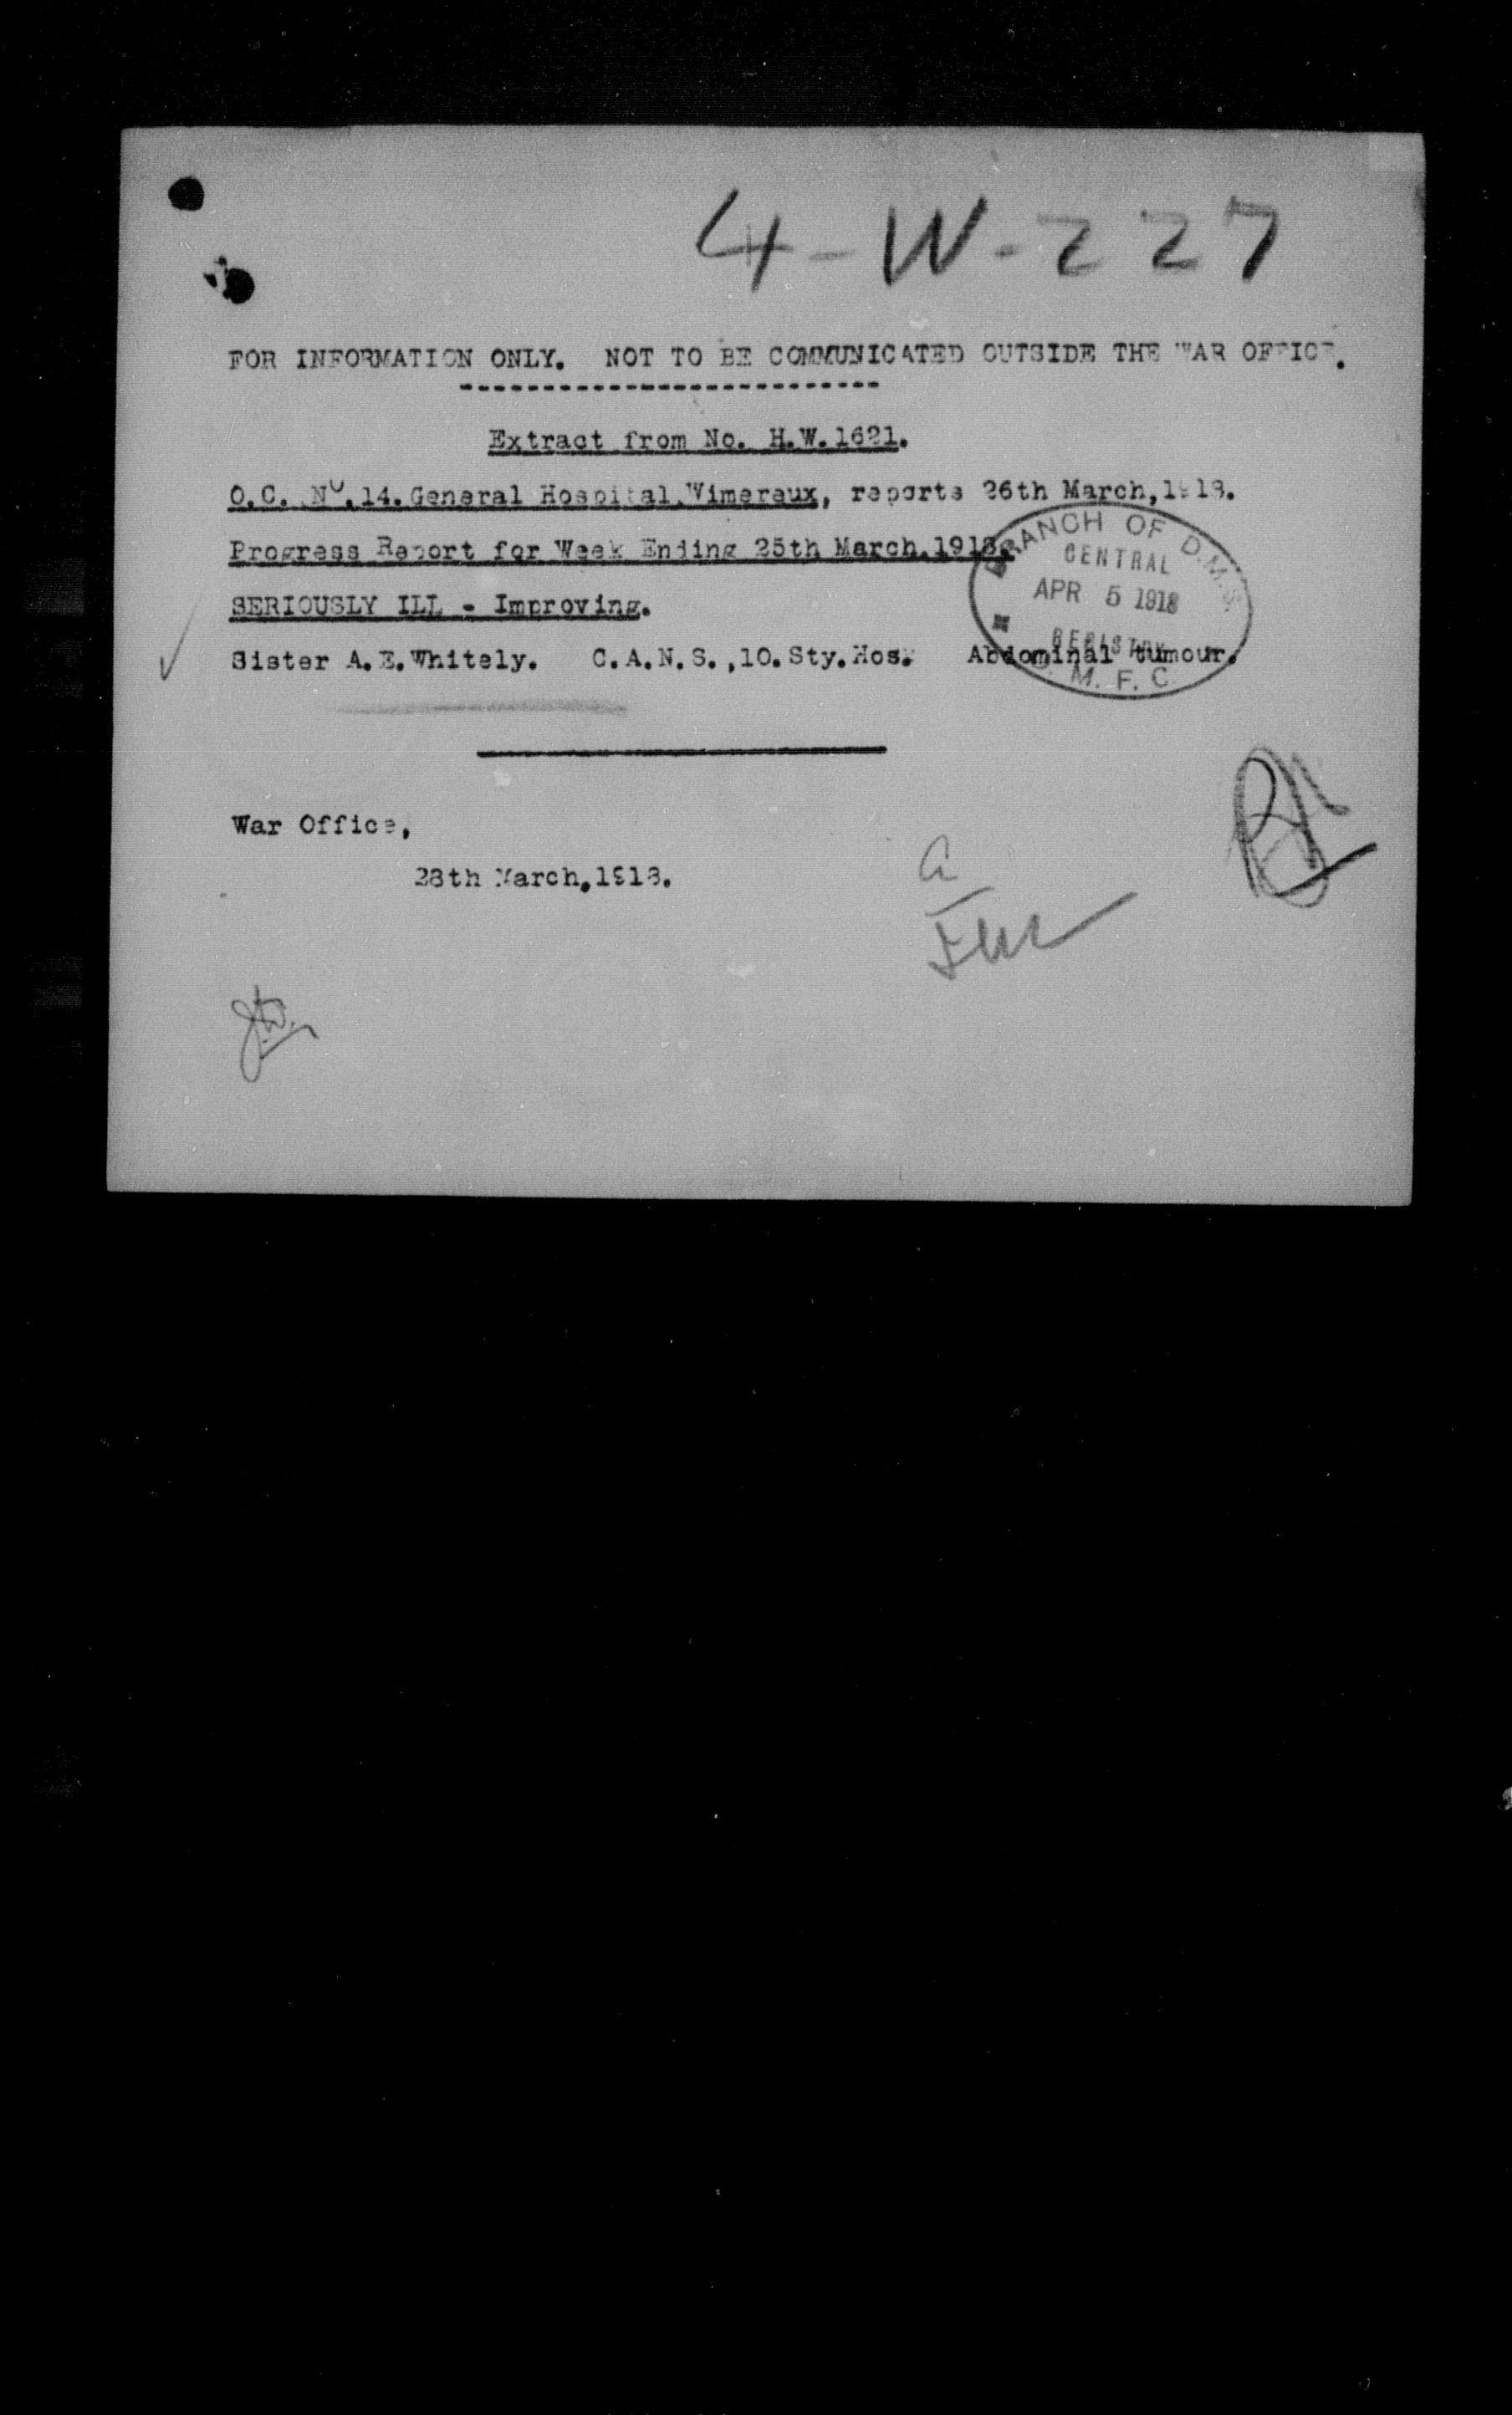 4-W-227
FOR INFORMATION ONLY. NOT TO BE COMMUNICATED OUTSIDE THE WAR OFFICE.
Extract from No. H.W.1621.
O.C. No.14.General Hospital,Wimereux, reports 26th March,1918.
Progress Report for Week Ending 25th March,1918.
SERIOUSLY ILL - Improving.
Sister A.E.Whitely. C.A.N.S.,10.Sty.Hos. Abdominal tumour.
BRANCH OF D.M.S.
CENTRAL
APR 5 1918
REGISTRY
M. F. C.
War Office,
28th March,1918.